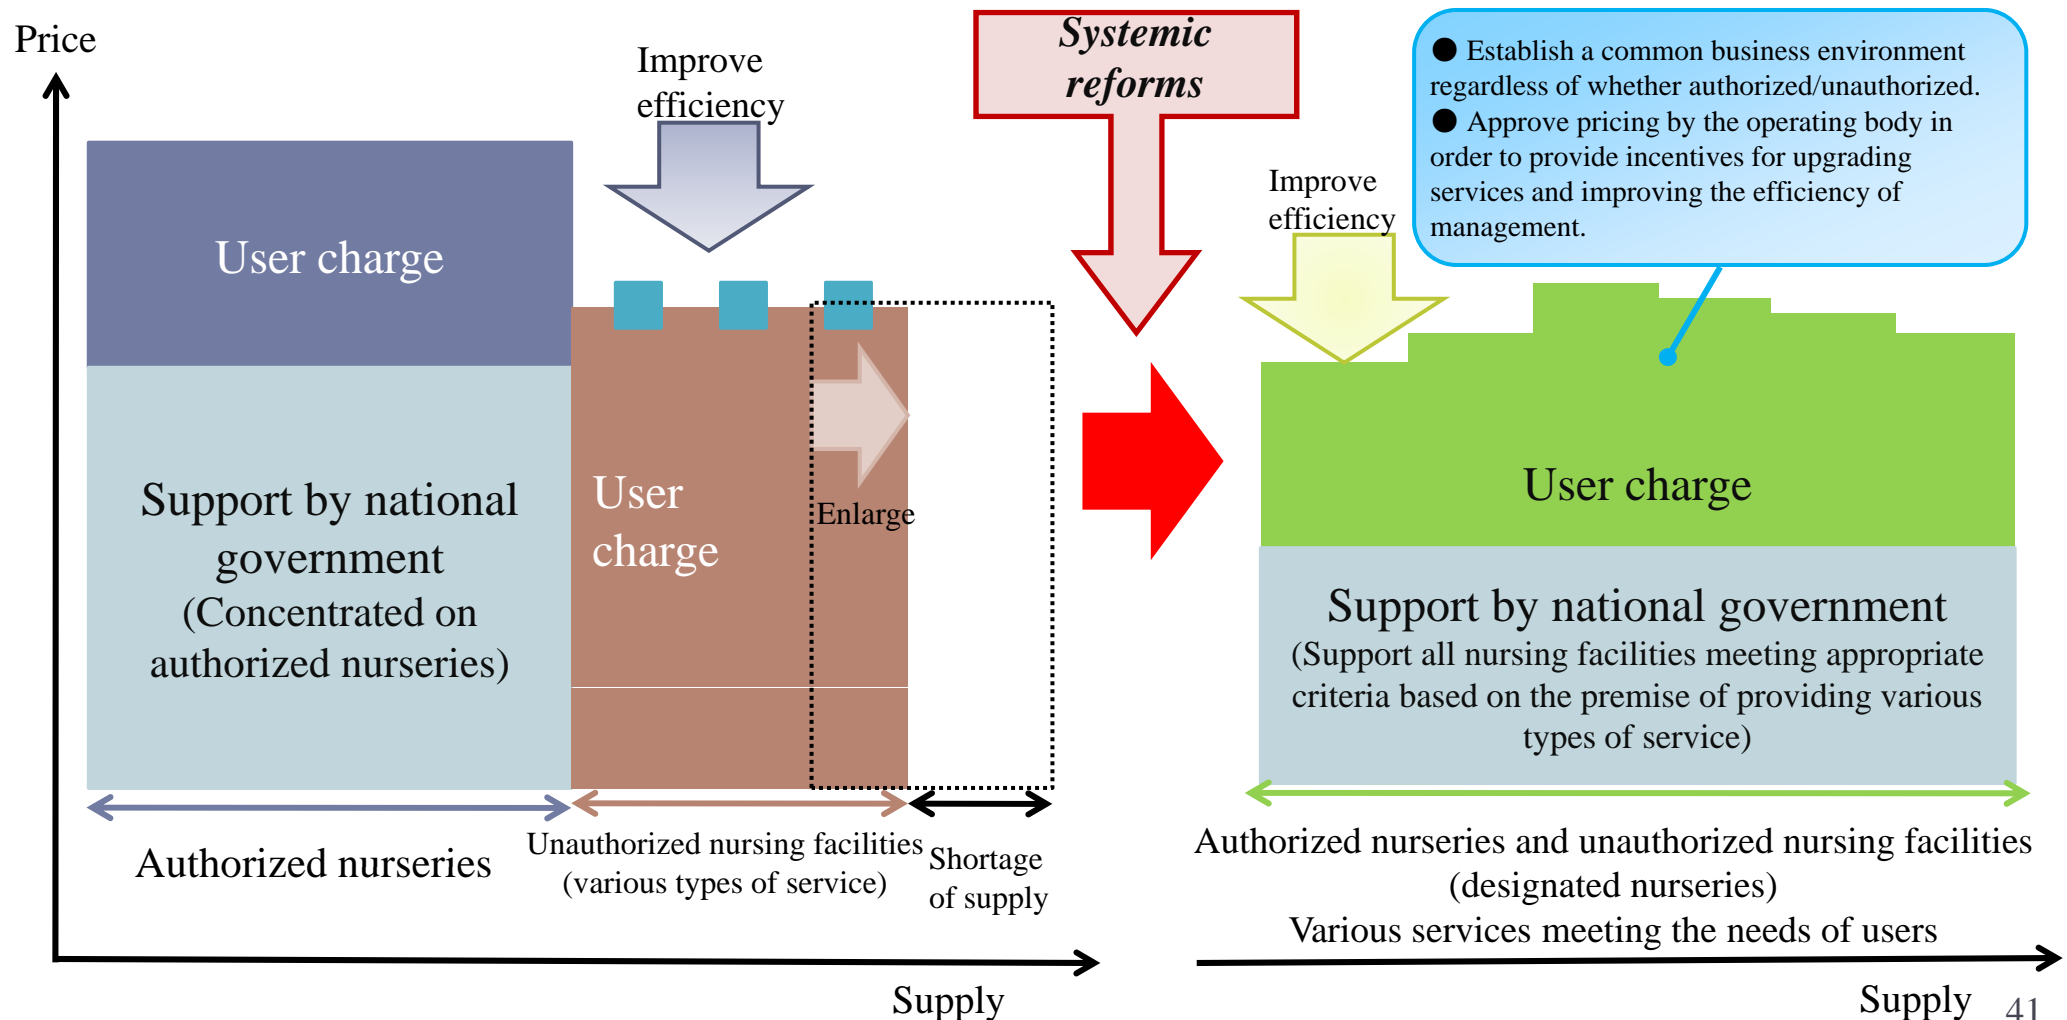 Price
Improve
efficiency
Systemic
reforms
● Establish a common business environment
regardless of whether authorized/unauthorized.
● Approve pricing by the operating body in
order to provide incentives for upgrading
services and improving the efficiency of
management.
Improve
efficiency
User charge
Support by national
government
(Concentrated on
authorized nurseries)
User
charge
Enlarge
User charge
Support by national government
(Support all nursing facilities meeting appropriate
criteria based on the premise of providing various
types of service)
Authorized nurseries
Unauthorized nursing facilities
(various types of service)
Shortage
of supply
Authorized nurseries and unauthorized nursing facilities
(designated nurseries)
Various services meeting the needs of users
Supply
Supply
41